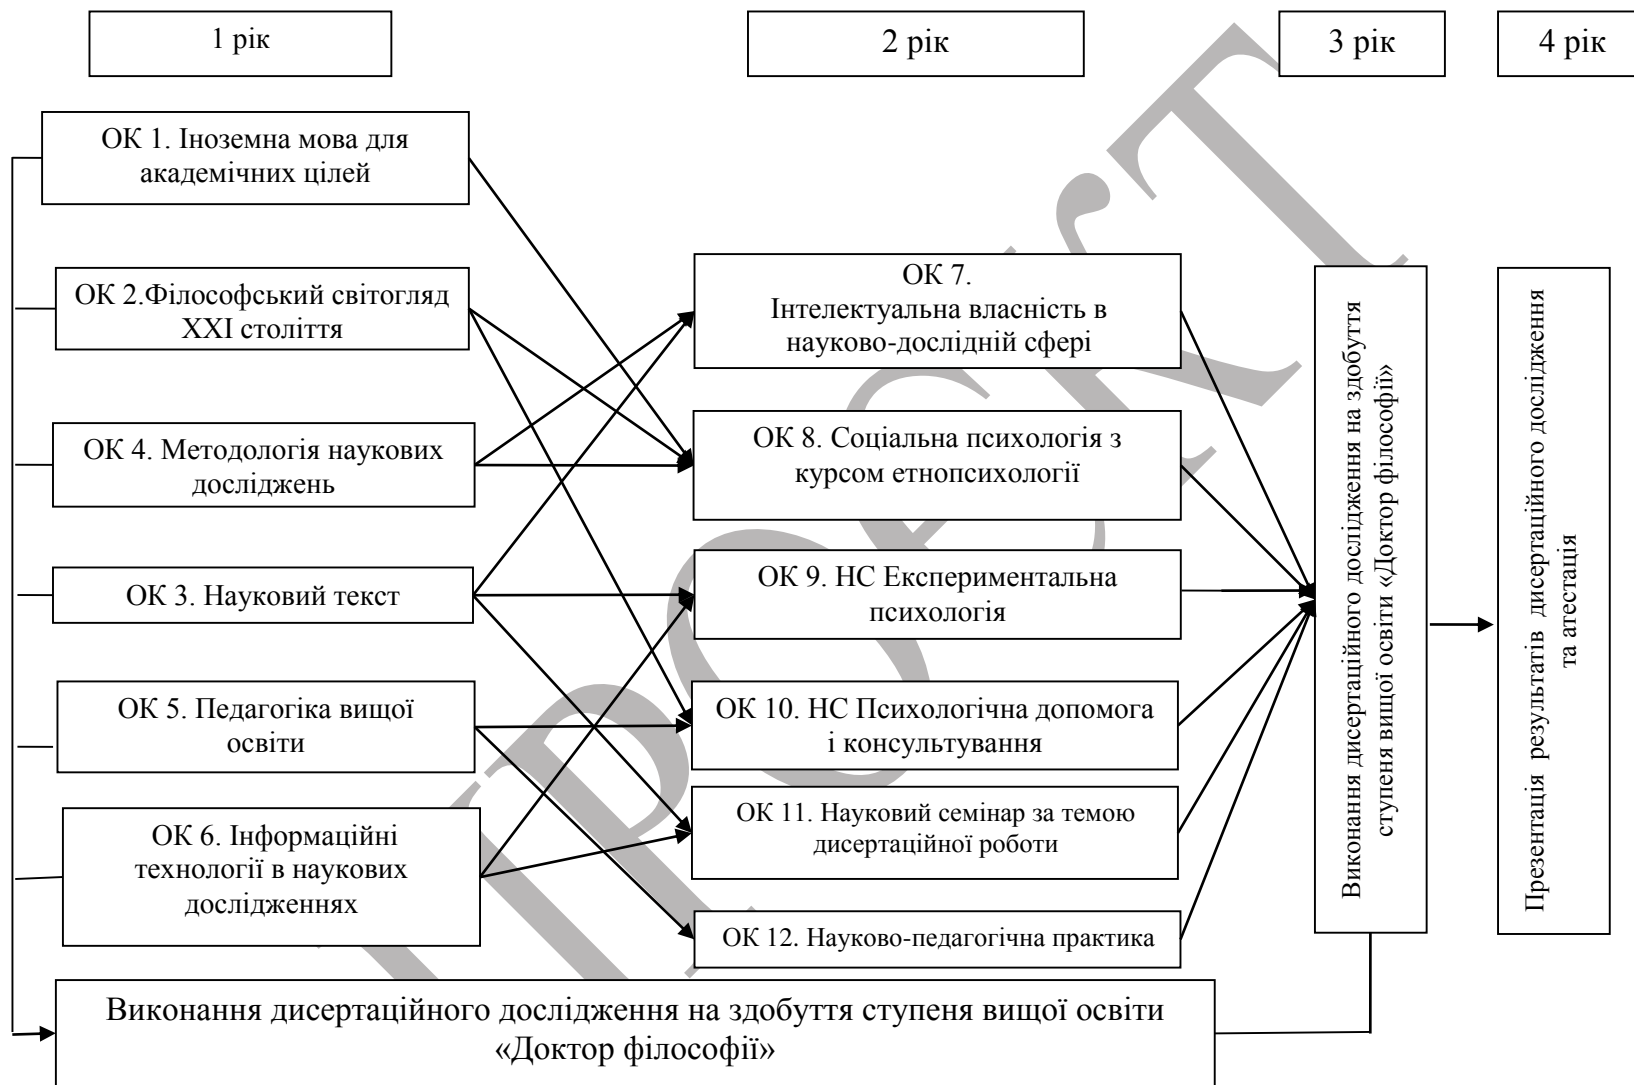 1 рік
2 рік
3 рік
4 рік
ОК 1. Іноземна мова для
академічних цілей
ОК 2.Філософський світогляд
ХХІ століття
ОК 4. Методологія наукових
досліджень
ОК 3. Науковий текст
ОК 5. Педагогіка вищої
освіти
ОК 6. Інформаційні
технології в наукових
дослідженнях
ОК 7.
Інтелектуальна власність в
науково-дослідній сфері
ОК 8. Соціальна психологія з
курсом етнопсихології
ОК 9. НС Експериментальна
психологія
ОК 10. НС Психологічна допомога
і консультування
ОК 11. Науковий семінар за темою
дисертаційної роботи
ОК 12. Науково-педагогічна практика
Виконання дисертаційного дослідження на здобуття
ступеня вищої освіти «Доктор філософії»
Презентація результатів дисертаційного дослідження
та атестація
Виконання дисертаційного дослідження на здобуття ступеня вищої освіти
«Доктор філософії»
ПРОЕКТ